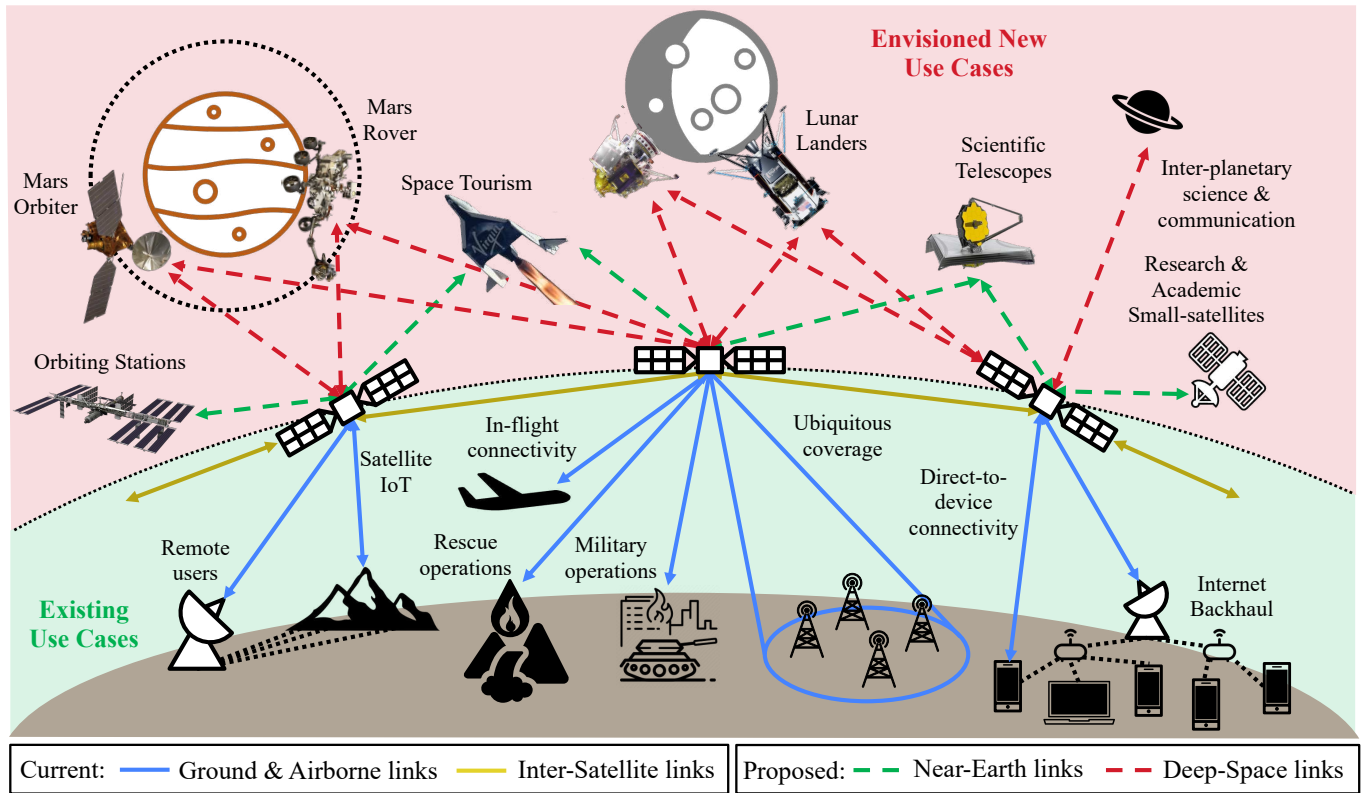 Envisioned New
Use Cases
Mars
Rover
Mars
Orbiter
Space Tourism
Virgin
Lunar
Landers
Scientific
Telescopes
Inter-planetary
science &
communication
Research &
Academic
Small-satellites
Orbiting Stations
Satellite
IoT
In-flight
connectivity
Ubiquitous
coverage
Direct-to-
device
connectivity
Remote
users
Rescue
operations
Military
operations
Internet
Backhaul
Existing
Use Cases
Current: Ground & Airborne links Inter-Satellite links
Proposed: Near-Earth links Deep-Space links